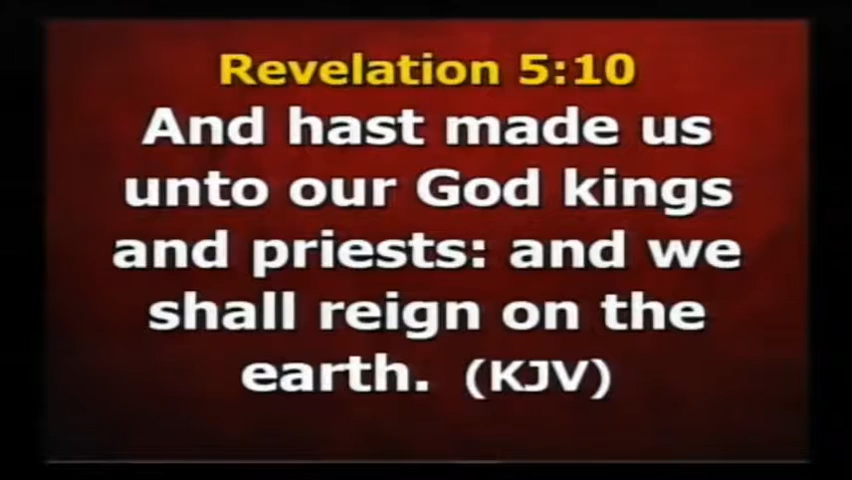 Revelation 5:10
And hast made us
unto our God kings
and priests: and we
shall reign on the
earth. (KJV)